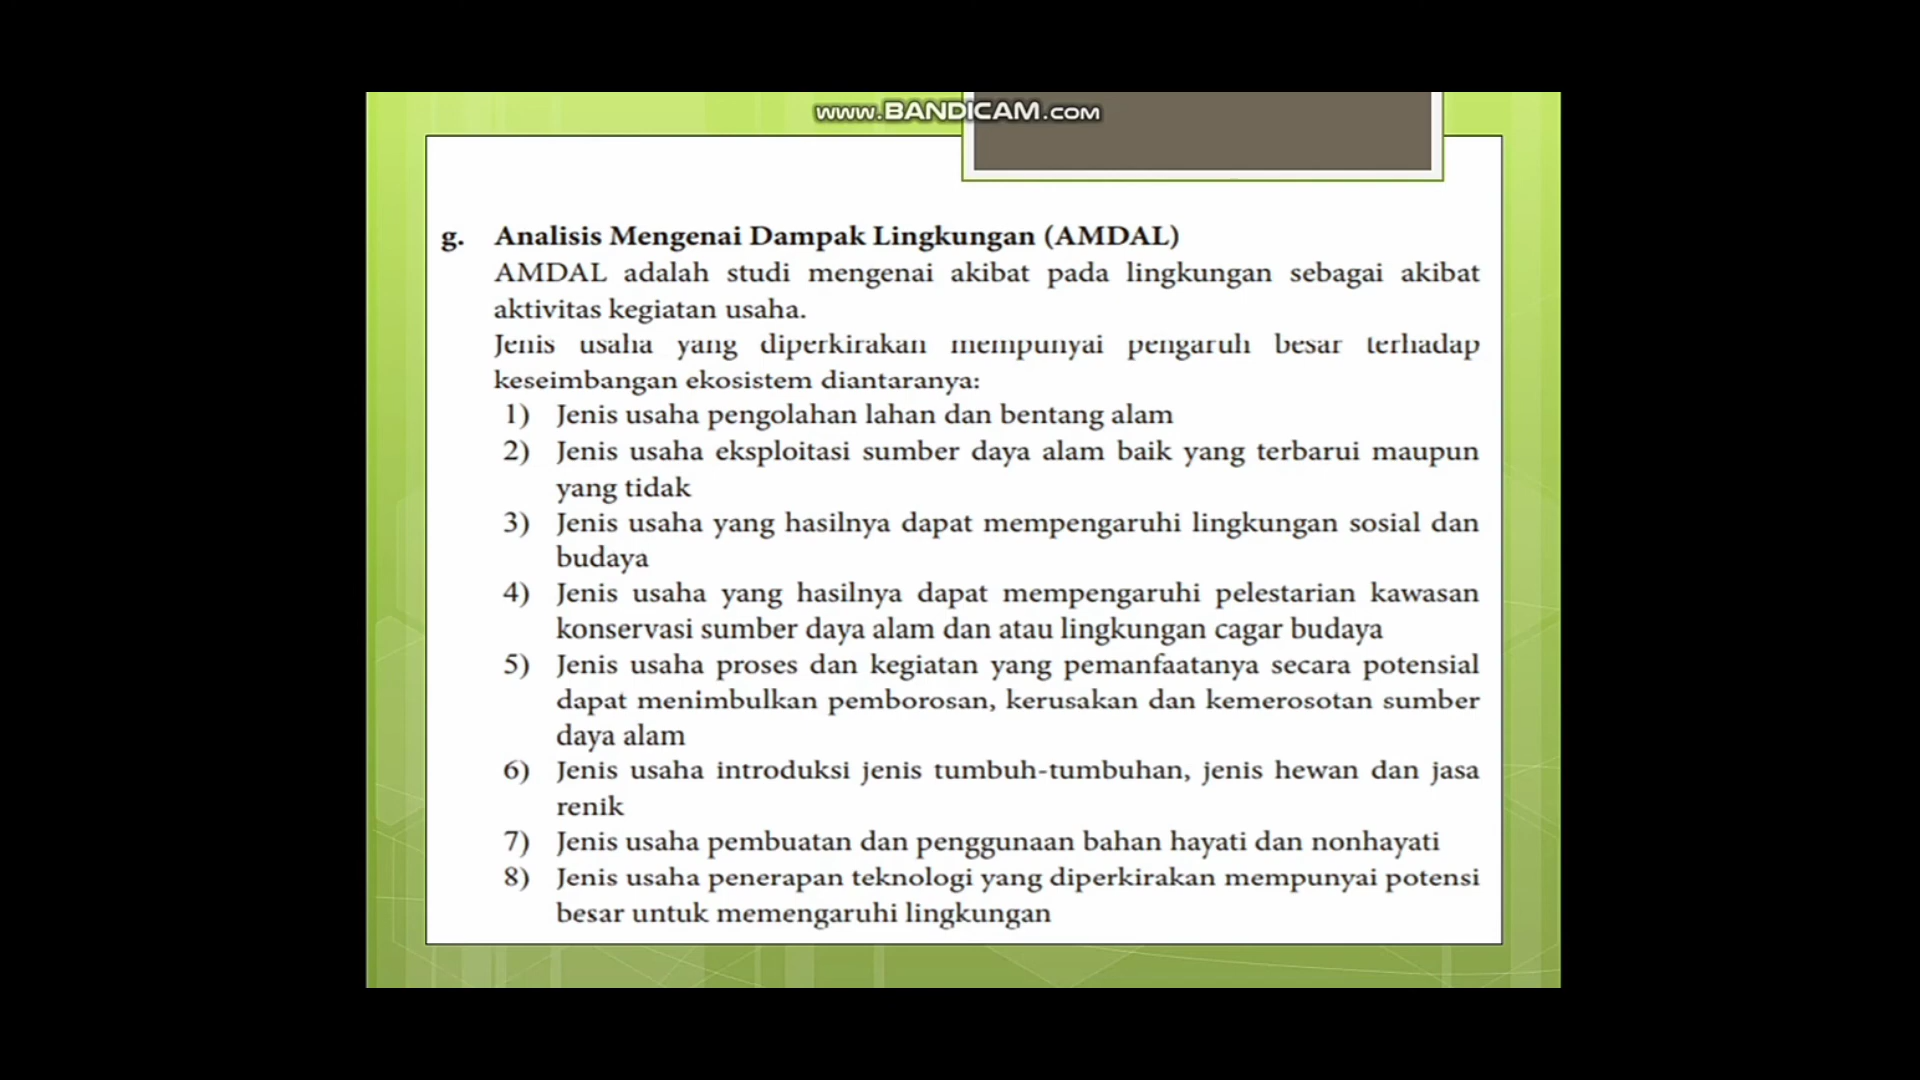 www.BANDICAM.COM
g. Analisis Mengenai Dampak Lingkungan (AMDAL)
AMDAL adalah studi mengenai akibat pada lingkungan sebagai akibat
aktivitas kegiatan usaha.
Jenis usaha yang diperkirakan mempunyai pengaruh besar terhadap
keseimbangan ekosistem diantaranya:
1) Jenis usaha pengolahan lahan dan bentang alam
2) Jenis usaha eksploitasi sumber daya alam baik yang terbarui maupun
yang tidak
3) Jenis usaha yang hasilnya dapat mempengaruhi lingkungan sosial dan
budaya
4) Jenis usaha yang hasilnya dapat mempengaruhi pelestarian kawasan
konservasi sumber daya alam dan atau lingkungan cagar budaya
5) Jenis usaha proses dan kegiatan yang pemanfaatanya secara potensial
dapat menimbulkan pemborosan, kerusakan dan kemerosotan sumber
daya alam
6) Jenis usaha introduksi jenis tumbuh-tumbuhan, jenis hewan dan jasa
renik
7) Jenis usaha pembuatan dan penggunaan bahan hayati dan nonhayati
8) Jenis usaha penerapan teknologi yang diperkirakan mempunyai potensi
besar untuk memengaruhi lingkungan